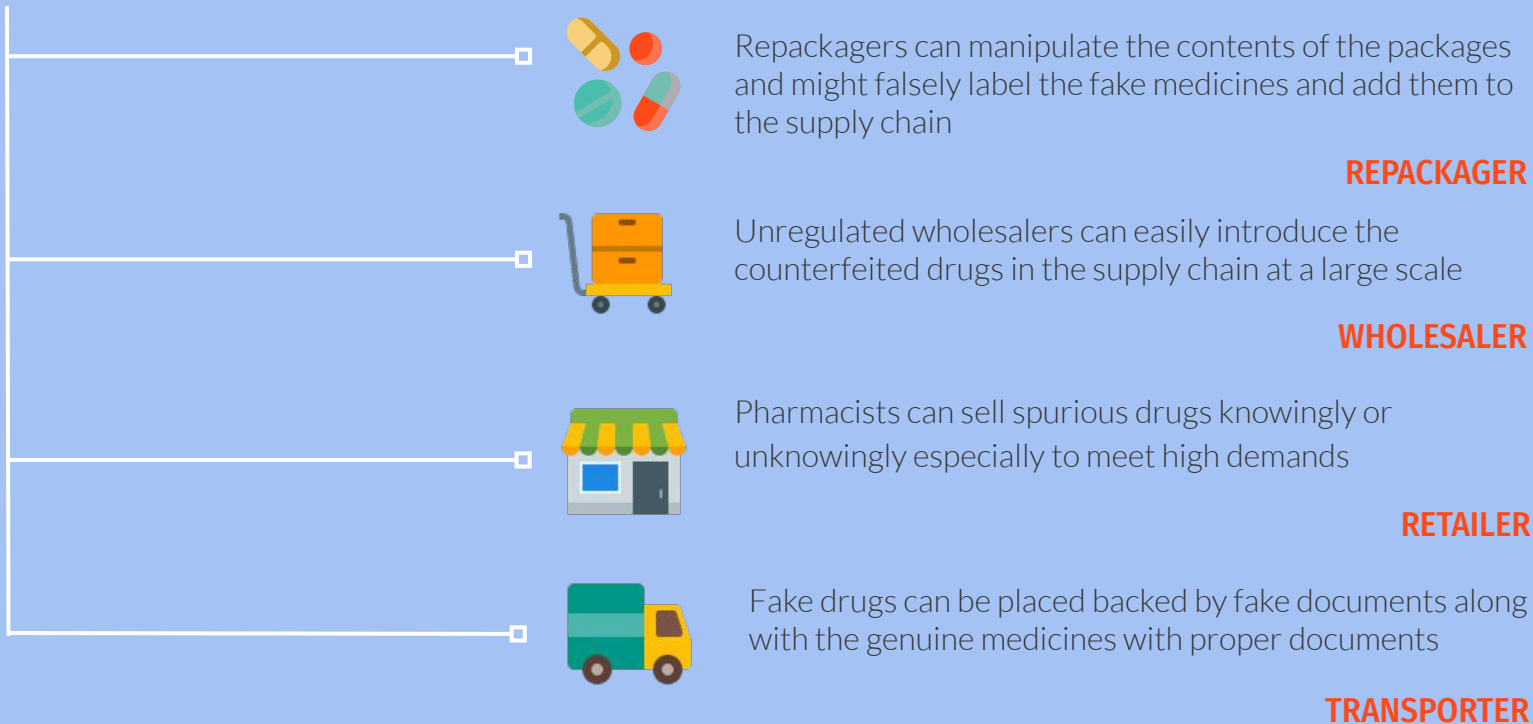 Repackagers can manipulate the contents of the packages
and might falsely label the fake medicines and add them to
the supply chain
REPACKAGER
Unregulated wholesalers can easily introduce the
counterfeited drugs in the supply chain at a large scale
WHOLESALER
Pharmacists can sell spurious drugs knowingly or
unknowingly especially to meet high demands
RETAILER
Fake drugs can be placed backed by fake documents along
with the genuine medicines with proper documents
TRANSPORTER